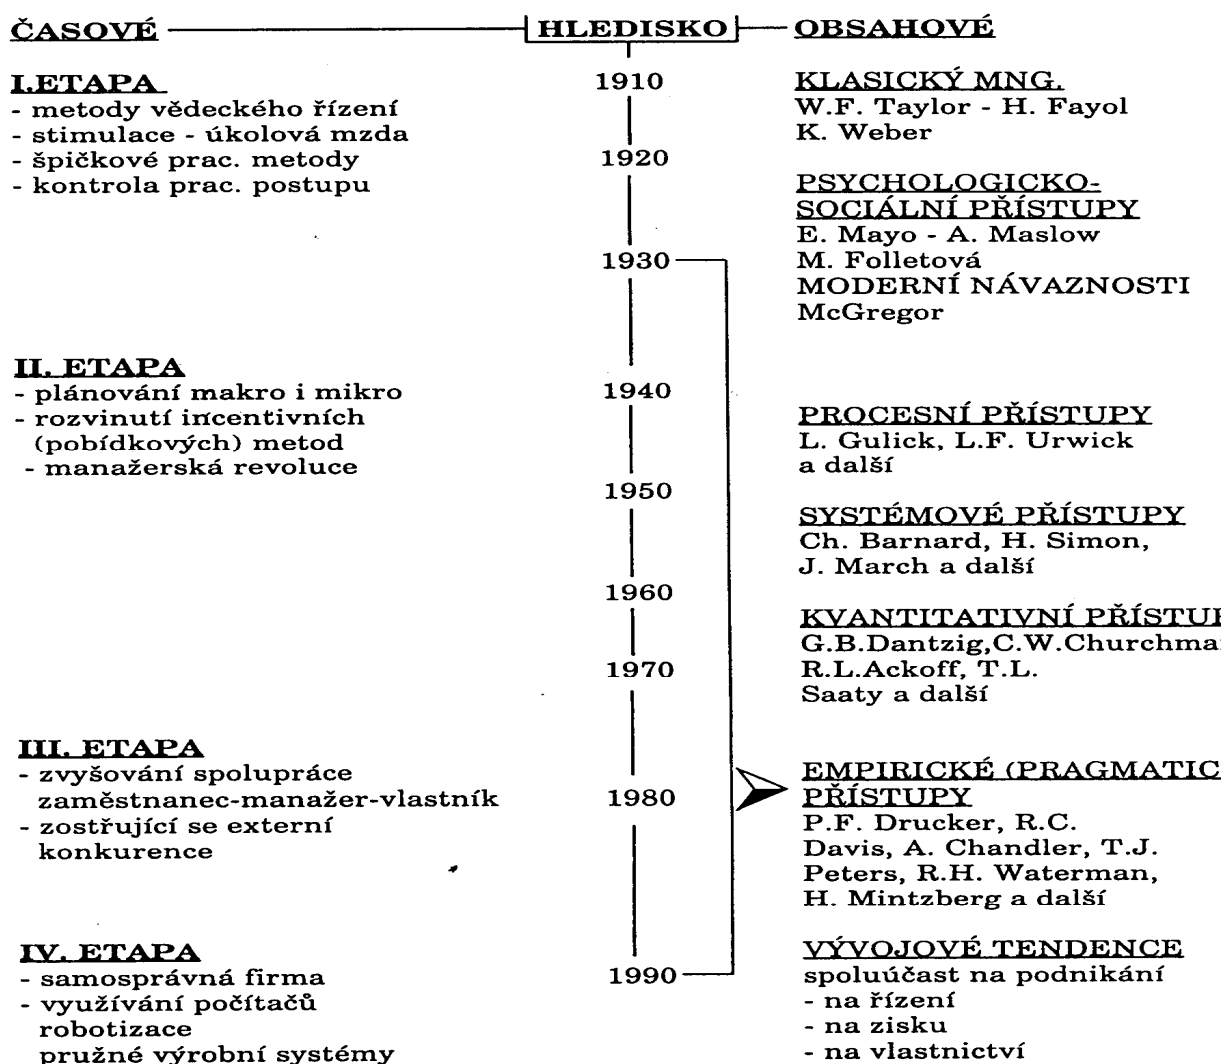 ČASOVÉ
HLEDISKO
OBSAHOVÉ
I.ETAPA
- metody vědeckého řízení
- stimulace - úkolová mzda
- špičkové prac. metody
- kontrola prac. postupu
II. ETAPA
- plánování makro i mikro
- rozvinutí incentivních
(pobídkových) metod
- manažerská revoluce
III. ETAPA
- zvyšování spolupráce
zaměstnanec-manažer-vlastník
- zostřující se externí
konkurence
IV. ETAPA
- samosprávná firma
- využívání počítačů
robotizace
pružné výrobní systémy
1910
1920
1930
1940
1950
1960
1970
1980
1990
KLASICKÝ MNG.
W.F. Taylor - H. Fayol
K. Weber
PSYCHOLOGICKO-
SOCIÁLNÍ PŘÍSTUPY
E. Mayo - A. Maslow
M. Folletová
MODERNÍ NÁVAZNOSTI
McGregor
PROCESNÍ PŘÍSTUPY
L. Gulick, L.F. Urwick
a další
SYSTÉMOVÉ PŘÍSTUPY
Ch. Barnard, H. Simon,
J. March a další
KVANTITATIVNÍ
G.B.Dantzig,
R.L.Ackoff, T.L.
Saaty a další
EMPIRICKÉ
PŘÍSTUPY
P.F. Drucker, R.C.
Davis, A. Chandler, T.J.
Peters, R.H. Waterman,
H. Mintzberg a další
VÝVOJOVÉ TENDENCE
spoluúčast na podnikání
- na řízení
- na zisku
- na vlastnictví